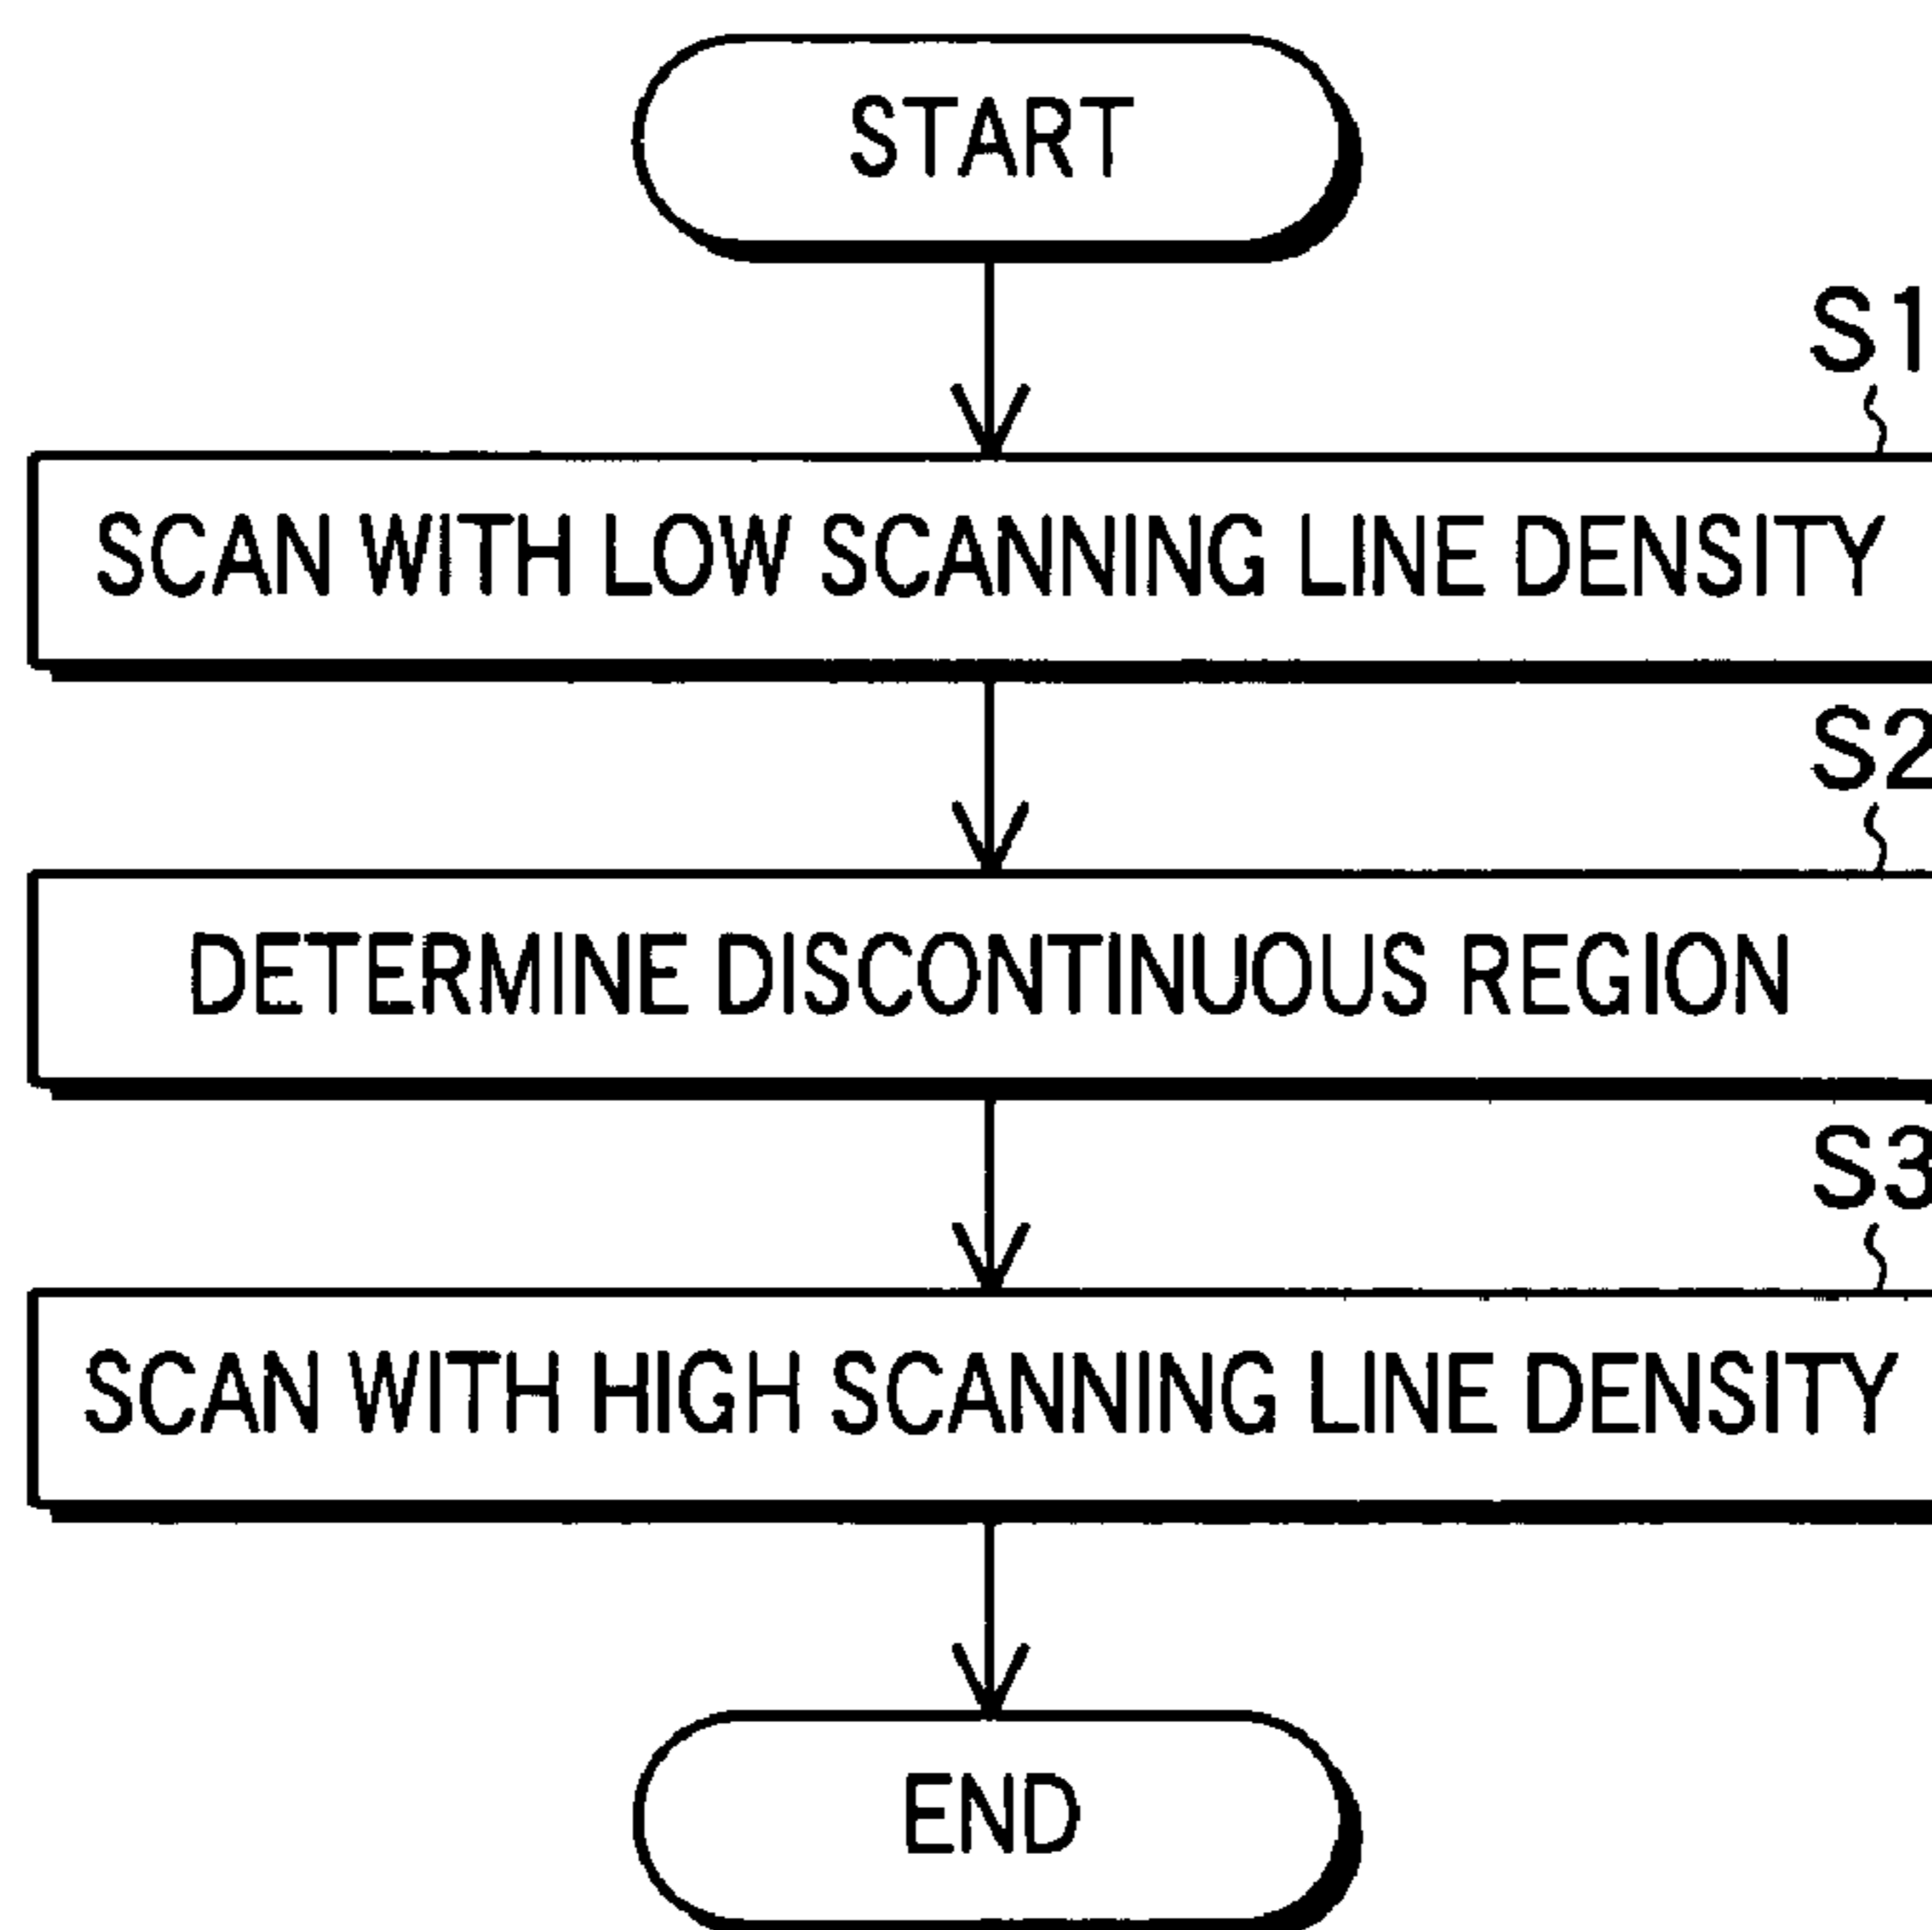 START
S1
SCAN WITH LOW SCANNING LINE DENSITY
S2
DETERMINE DISCONTINUOUS REGION
S3
SCAN WITH HIGH SCANNING LINE DENSITY
END